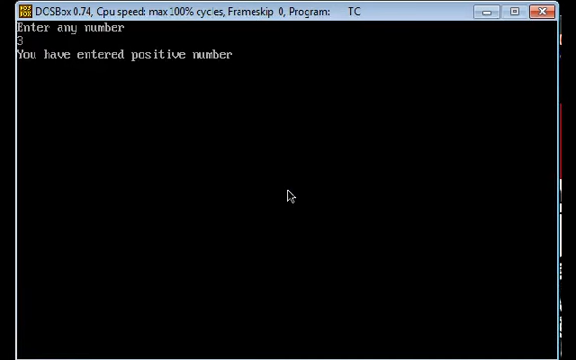 DOSBox 0.74, Cpu speed: max 100% cycles, Frameskip 0, Program: TC
Enter any number
3
You have entered positive number